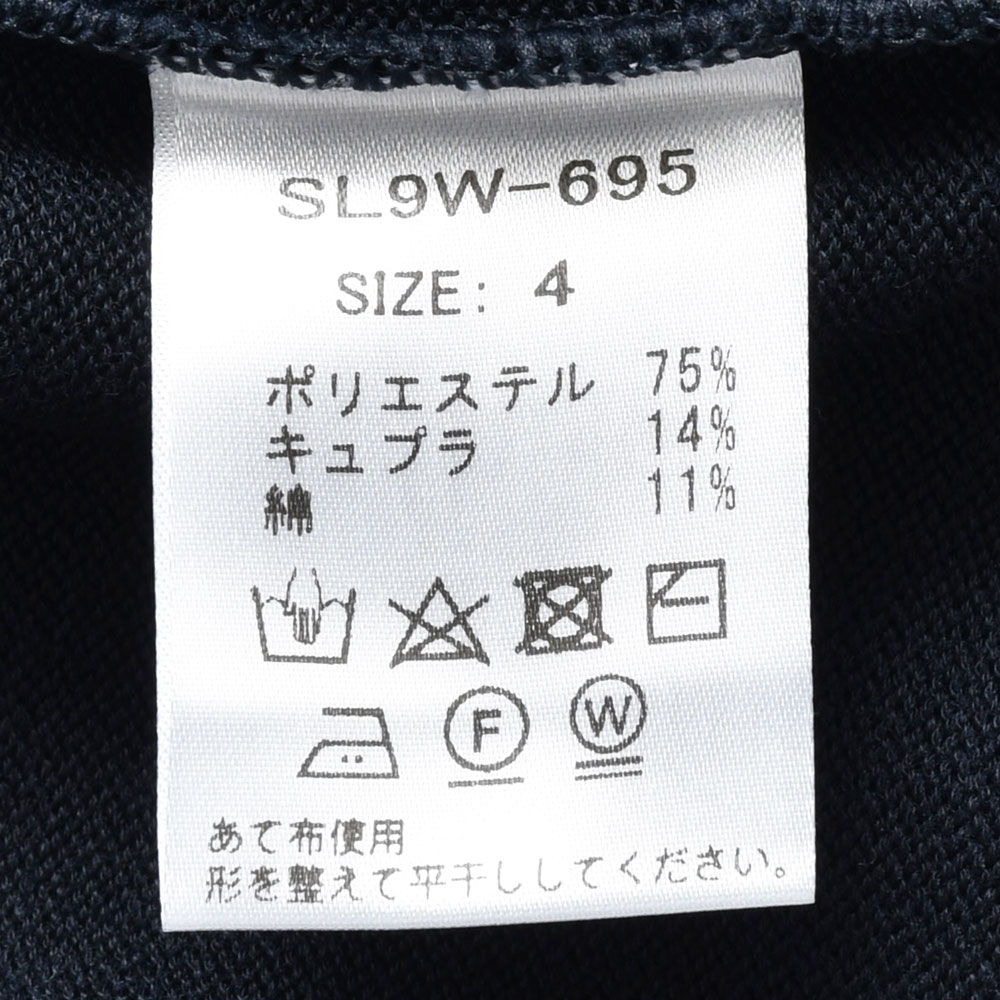 SL9W-695
SIZE: 4
ポリエステル 75%
キュプラ 14%
綿 11%
F W
あて布使用
形を整えて平干ししてください。